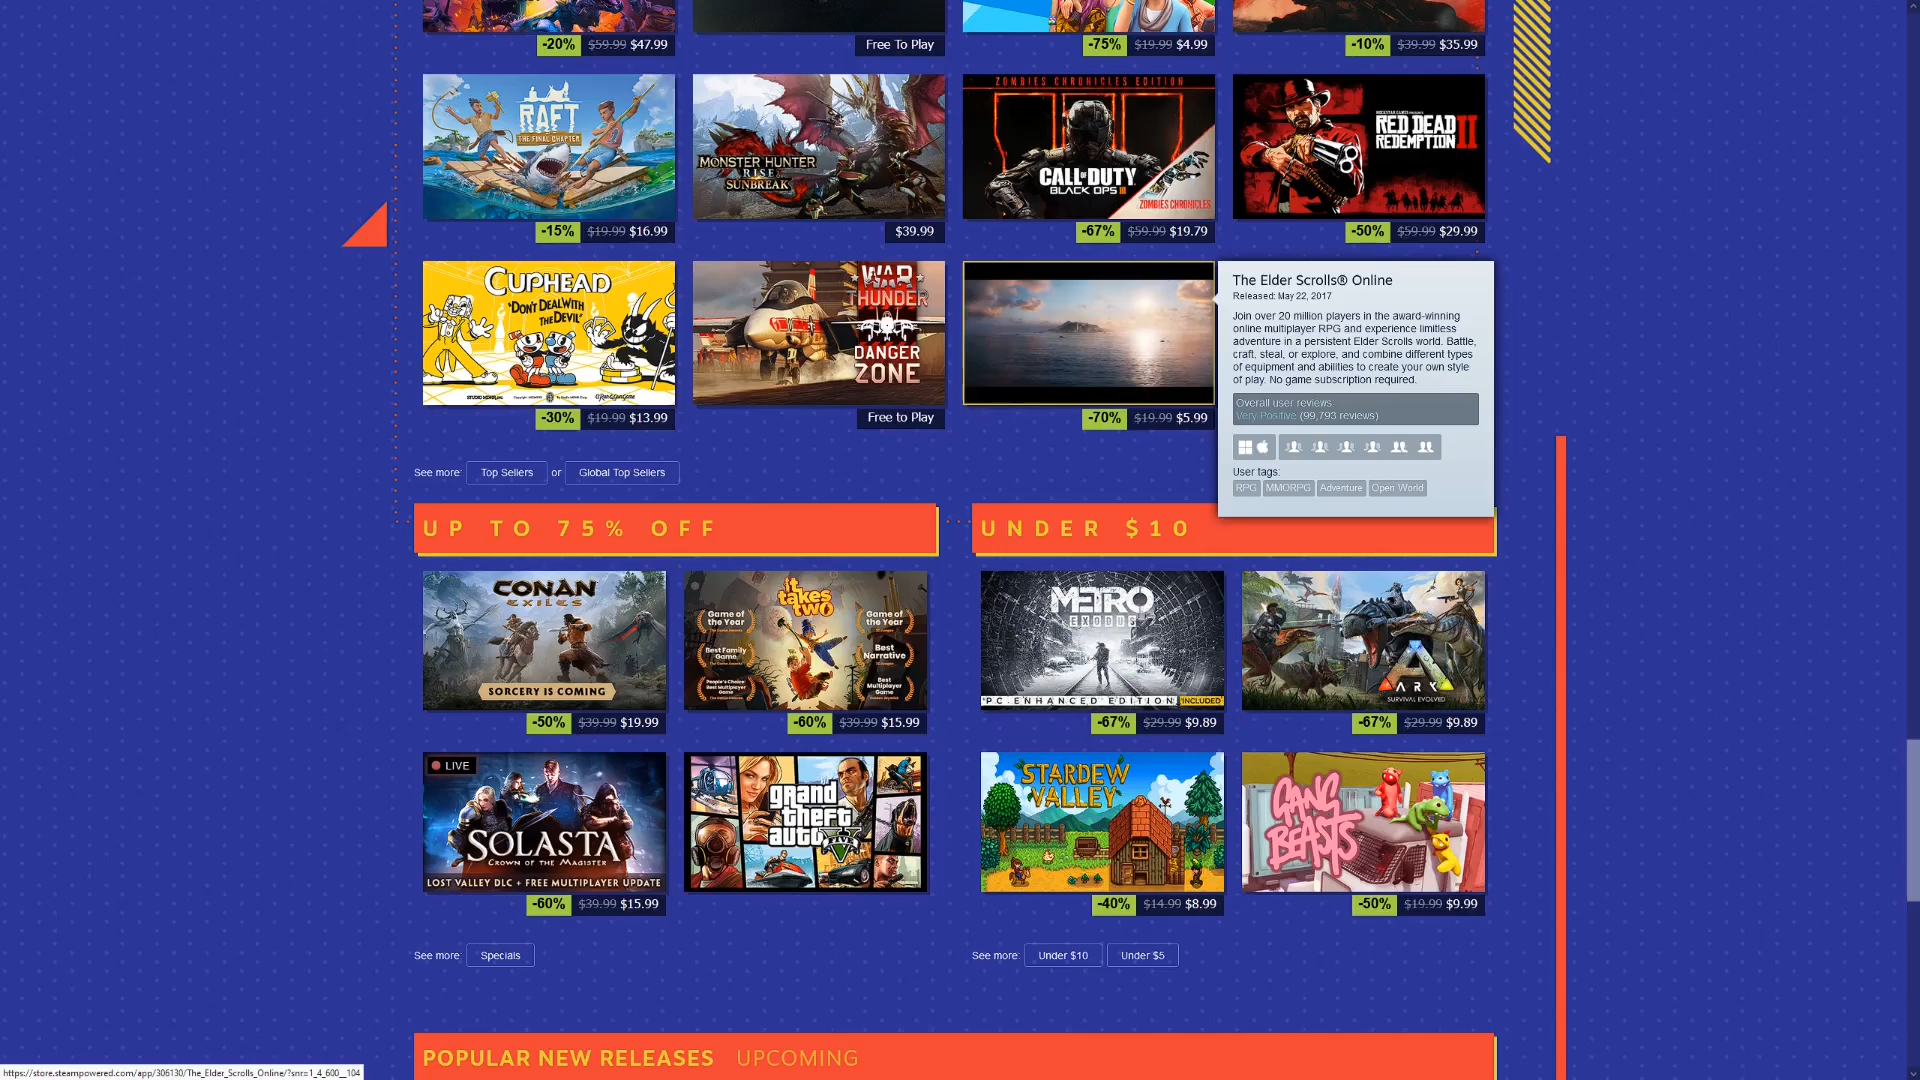 -20% $59.99 $47.99
Free To Play
-75% $19.99 $4.99
-10% $39.99 $35.99
RAFT
THE FINAL CHAPTER
MONSTER HUNTER
RISE
SUNBREAK
ZOMBIES CHRONICLES EDITION
CALL OF DUTY
BLACK OPS III
ZOMBIES CHRONICLES
RED DEAD
REDEMPTION II
-15% $19.99 $16.99
$39.99
-67% $59.99 $19.79
-50% $59.99 $29.99
CUPHEAD
"DON'T DEAL WITH
THE DEVIL"
WAR
THUNDER
DANGER
ZONE
-30% $19.99 $13.99
Free to Play
-70% $19.99 $5.99
The Elder Scrolls® Online
Released: May 22, 2017
Join over 20 million players in the award-winning
online multiplayer RPG and experience limitless
adventure in a persistent Elder Scrolls world. Battle,
craft, steal, or explore, and combine different types
of equipment and abilities to create your own style
of play. No game subscription required.
Overall user reviews:
Very Positive (99,793 reviews)
User tags:
RPG MMORPG Adventure Open World
See more: Top Sellers or Global Top Sellers
UP TO 75% OFF
UNDER $10
CONAN
EXILES
SORCERY IS COMING
it
takes
two
Game of
the Year
Best Family
Game
People's Choice
Best Multiplayer
Game
Game of
the Year
Best
Narrative
Best
Multiplayer
Game
METRO
EXODUS
PC ENHANCED EDITION INCLUDED
ARK
SURVIVAL EVOLVED
-50% $39.99 $19.99
-60% $39.99 $15.99
-67% $29.99 $9.89
-67% $29.99 $9.89
LIVE
SOLASTA
CROWN OF THE MAGISTER
LOST VALLEY DLC + FREE MULTIPLAYER UPDATE
grand
theft
auto V
FIVE
STARDEW
VALLEY
GANG
BEASTS
-60% $39.99 $15.99
-40% $14.99 $8.99
-50% $19.99 $9.99
See more: Specials
See more: Under $10 Under $5
POPULAR NEW RELEASES UPCOMING
https://store.steampowered.com/app/306130/The_Elder_Scrolls_Online/?snr=1_4_600__104